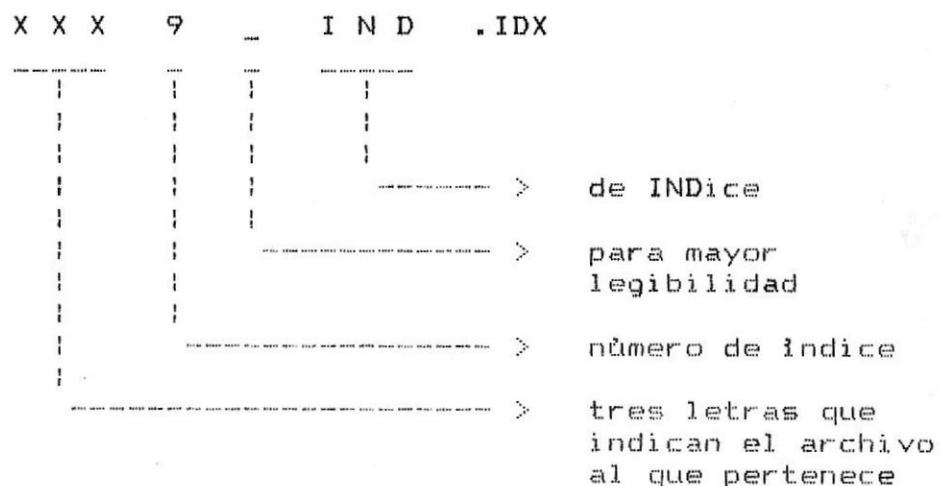 X X X 9 _ I N D .IDX
de INDice
para mayor
legibilidad
número de índice
tres letras que
indican el archivo
al que pertenece